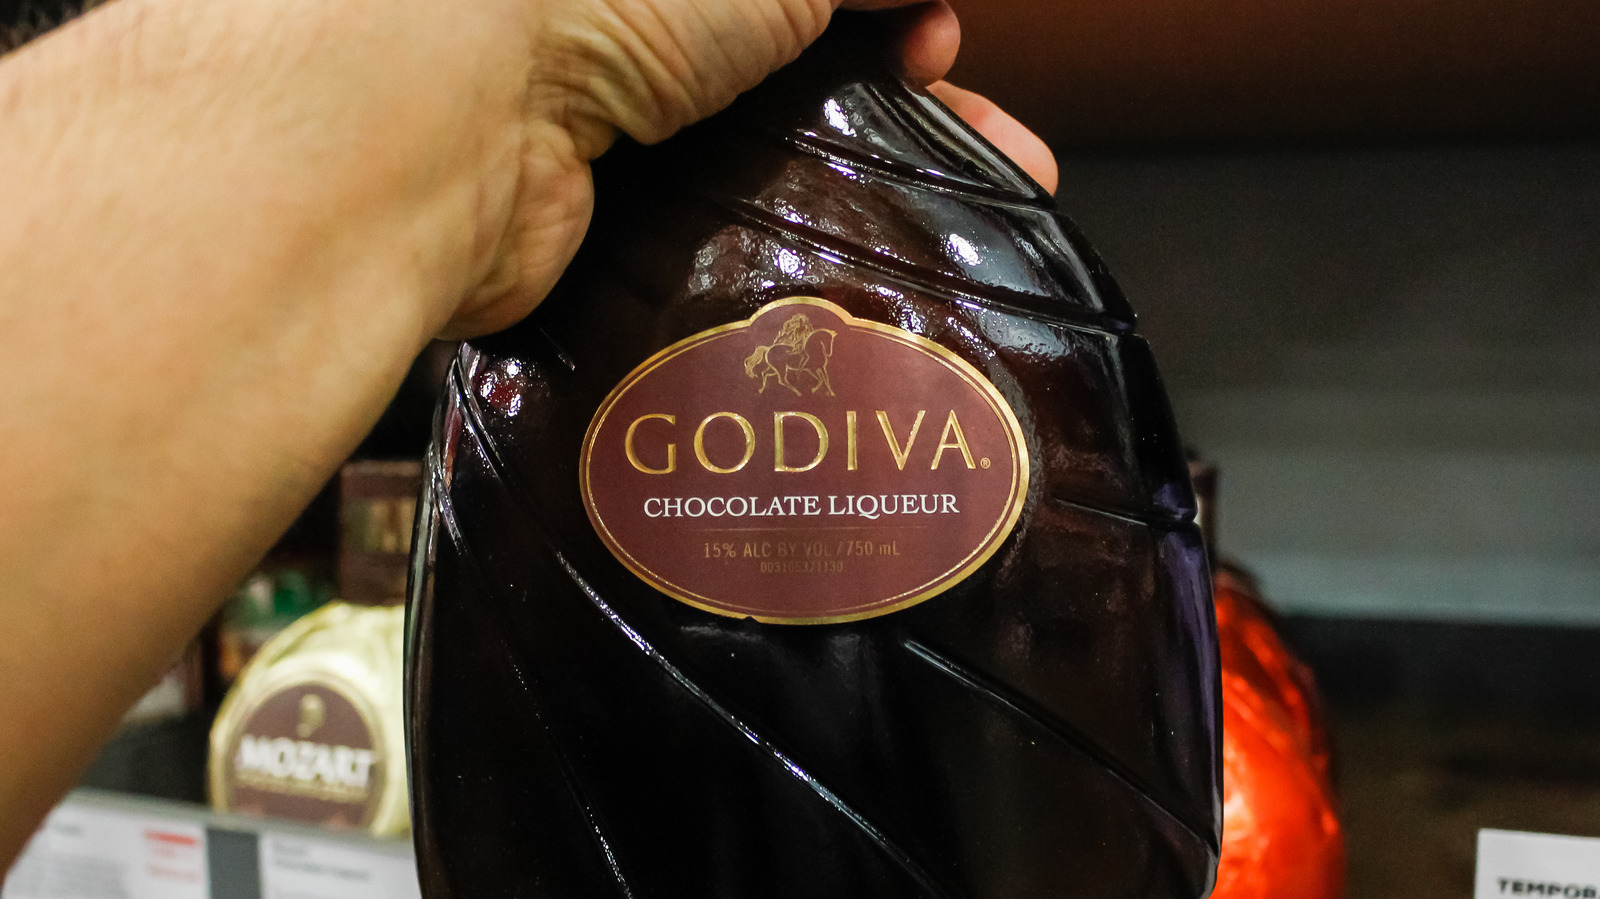 GODIVA®
CHOCOLATE LIQUEUR
15% ALC BY VOL / 750 mL
MOZART
TEMPOR